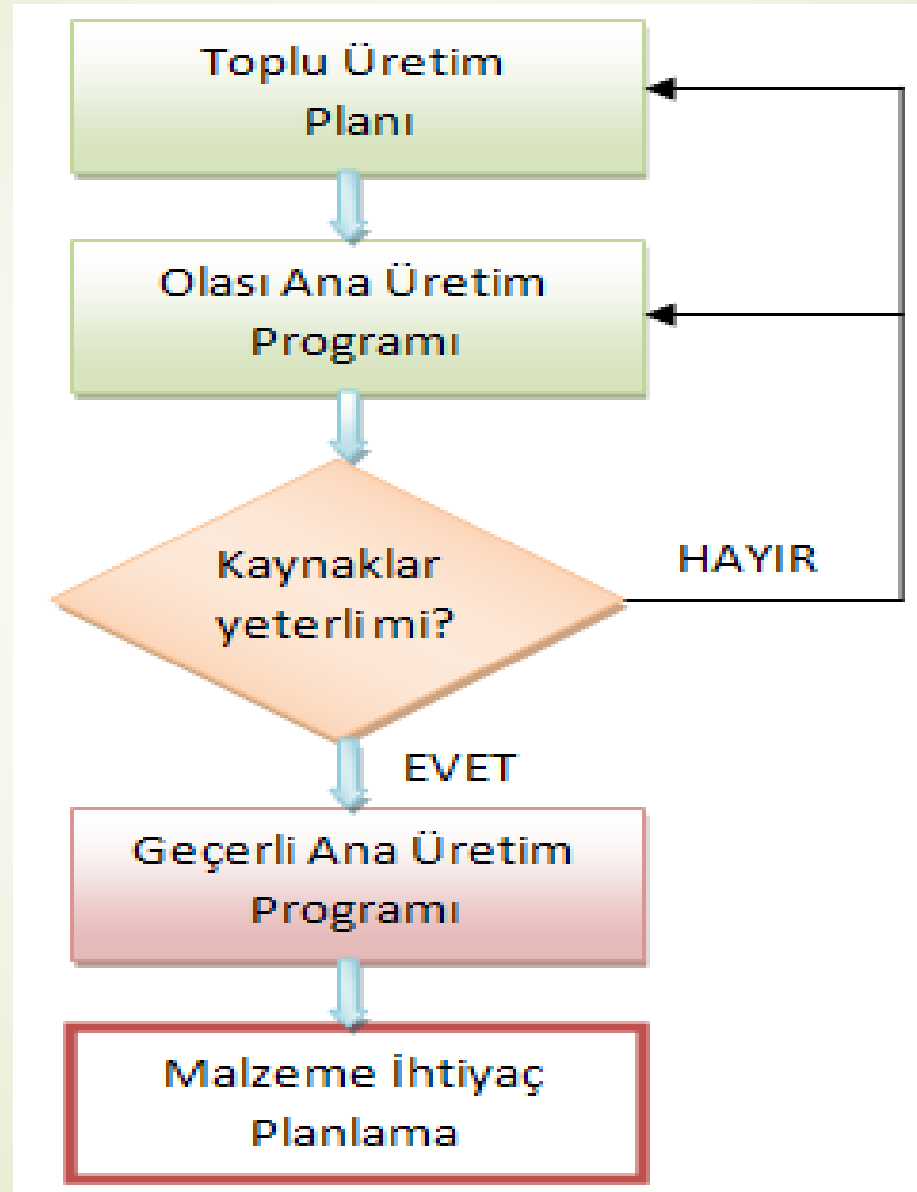 Toplu Üretim
Planı
Olası Ana Üretim
Programı
Kaynaklar
yeterli mi?
HAYIR
EVET
Geçerli Ana Üretim
Programı
Malzeme İhtiyaç
Planlama